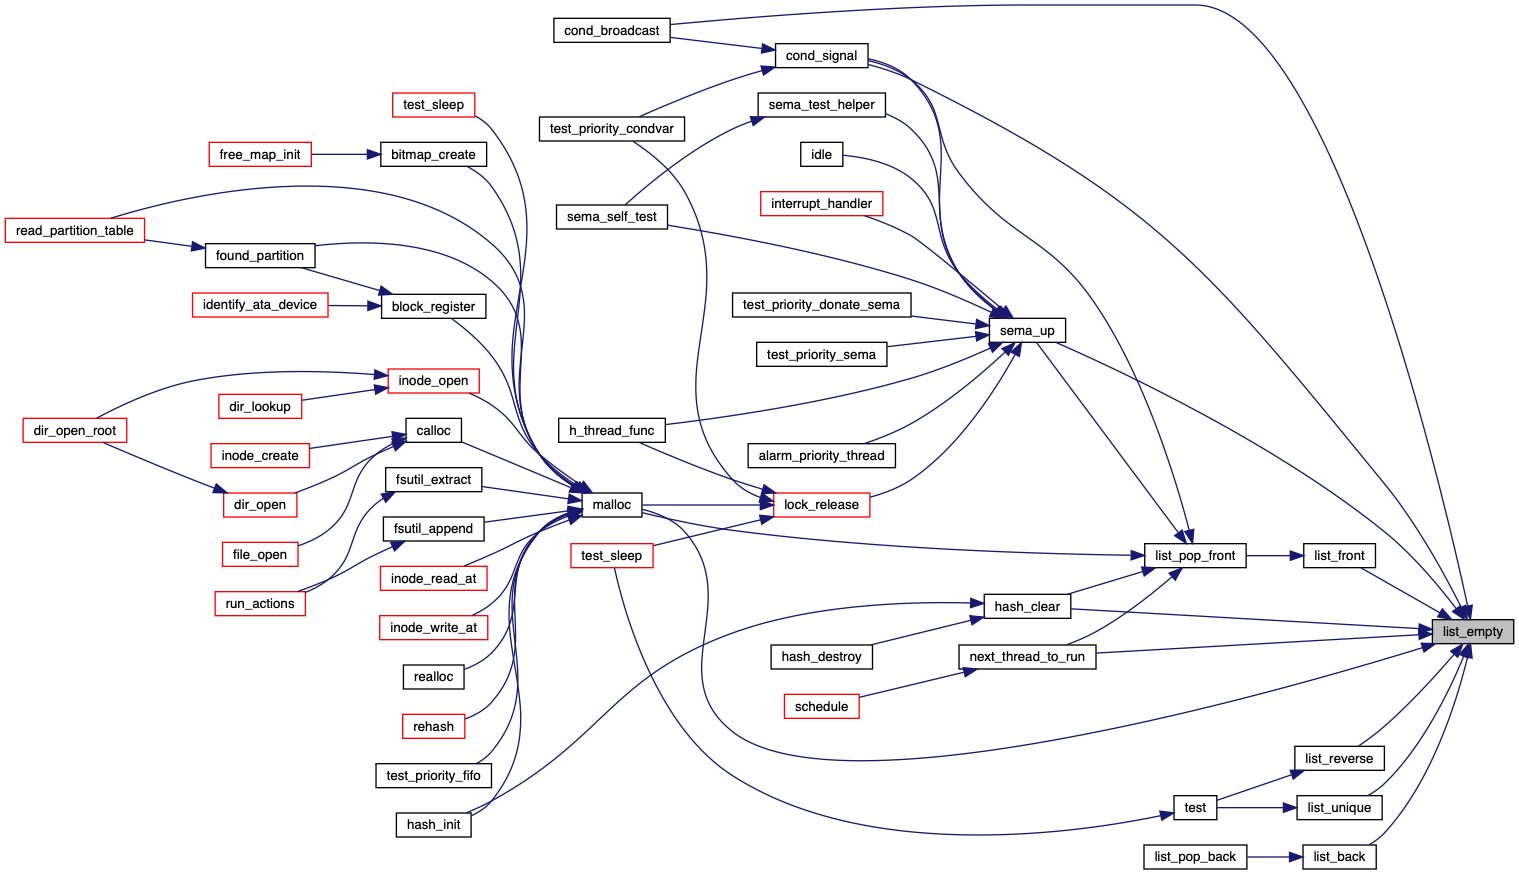 cond_broadcast
cond_signal
test_sleep
sema_test_helper
test_priority_condvar
free_map_init
bitmap_create
idle
interrupt_handler
sema_self_test
read_partition_table
found_partition
identify_ata_device
block_register
test_priority_donate_sema
sema_up
test_priority_sema
inode_open
dir_lookup
dir_open_root
calloc
h_thread_func
inode_create
alarm_priority_thread
fsutil_extract
dir_open
malloc
lock_release
fsutil_append
file_open
test_sleep
list_pop_front
list_front
inode_read_at
run_actions
hash_clear
inode_write_at
list_empty
hash_destroy
next_thread_to_run
realloc
schedule
rehash
list_reverse
test_priority_fifo
test
list_unique
hash_init
list_pop_back
list_back